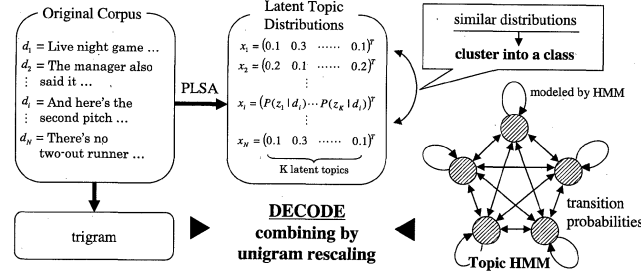 Original Corpus
d₁ = Live night game ...
d₂ = The manager also
said it ...
⋮
dᵢ = And here's the
⋮ second pitch ...
d_N = There's no
two-out runner ...
PLSA
trigram
Latent Topic
Distributions
x₁ = (0.1 0.3 ······ 0.1)ᵀ
x₂ = (0.2 0.1 ······ 0.2)ᵀ
⋮
xᵢ = (P(z₁ | dᵢ) ··· P(z_K | dᵢ))ᵀ
⋮
x_N = (0.1 0.3 ······ 0.1)ᵀ
K latent topics
DECODE
combining by
unigram rescaling
similar distributions
cluster into a class
modeled by HMM
transition
probabilities
Topic HMM